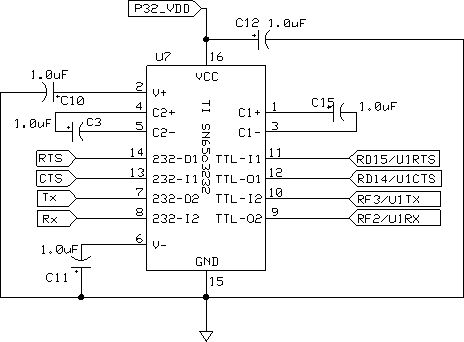 P32_VDD
C12 1.0uF
U7 16
VCC
1.0uF
C10
2 V+
4 C2+
1.0uF
C3
5 C2-
C1+ 1
C15
1.0uF
C1- 3
TI SN65C3232
RTS 14 232-O1 TTL-I1 11 RD15/U1RTS
CTS 13 232-I1 TTL-O1 12 RD14/U1CTS
Tx 7 232-O2 TTL-I2 10 RF3/U1TX
Rx 8 232-I2 TTL-O2 9 RF2/U1RX
6 V-
1.0uF
C11
GND
15